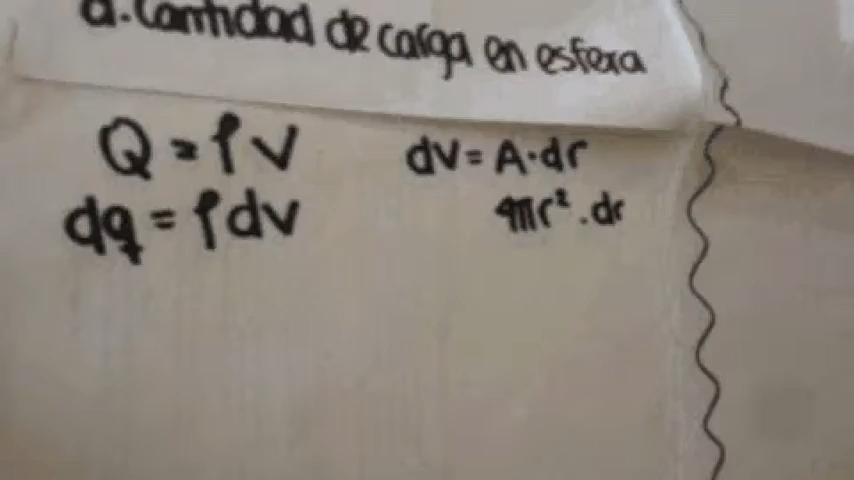 a. Cantidad de carga en esfera
Q = ρV
dV = A·dr
dq = ρdv
4πr².dr